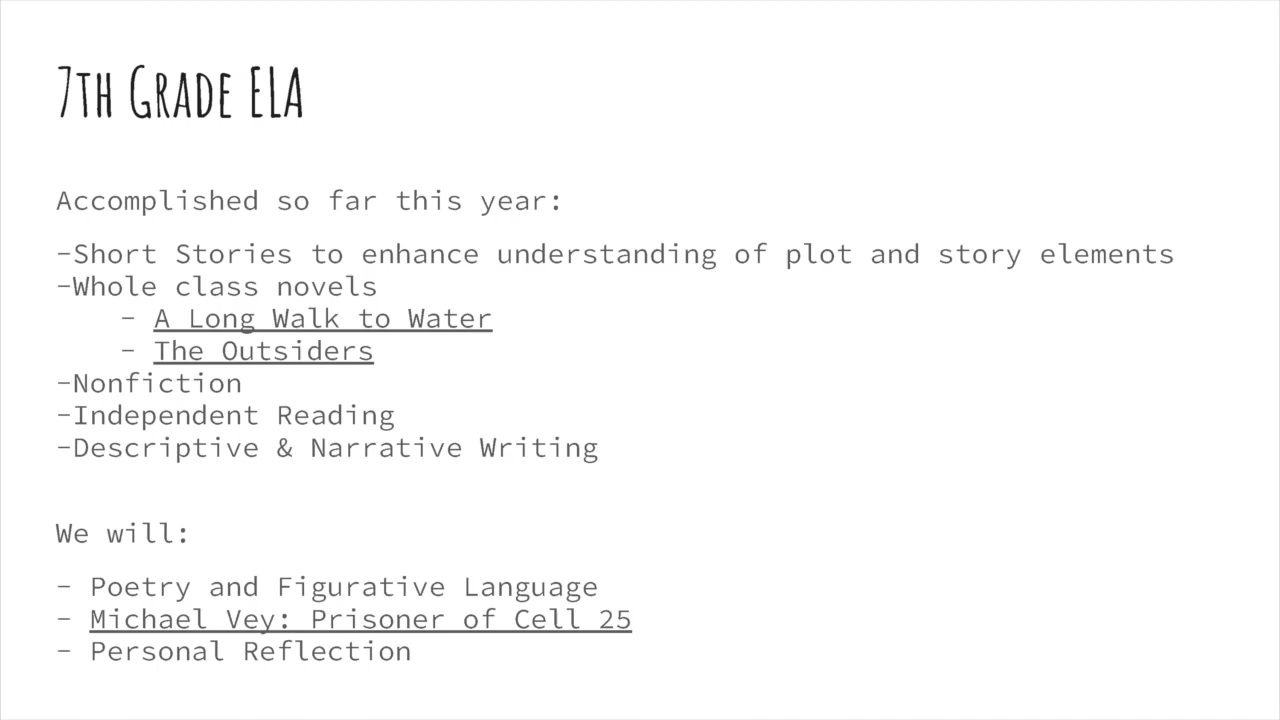 7th Grade ELA
Accomplished so far this year:
-Short Stories to enhance understanding of plot and story elements
-Whole class novels
- A Long Walk to Water
- The Outsiders
-Nonfiction
-Independent Reading
-Descriptive & Narrative Writing
We will:
- Poetry and Figurative Language
- Michael Vey: Prisoner of Cell 25
- Personal Reflection